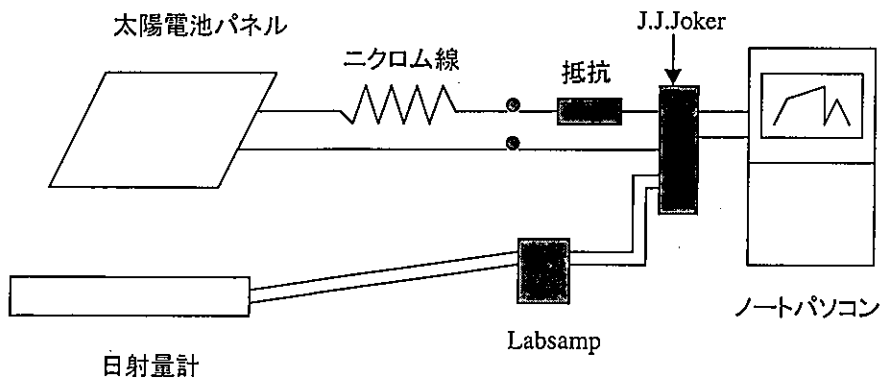 太陽電池パネル
J.J.Joker
ニクロム線
抵抗
ノートパソコン
Labsamp
日射量計